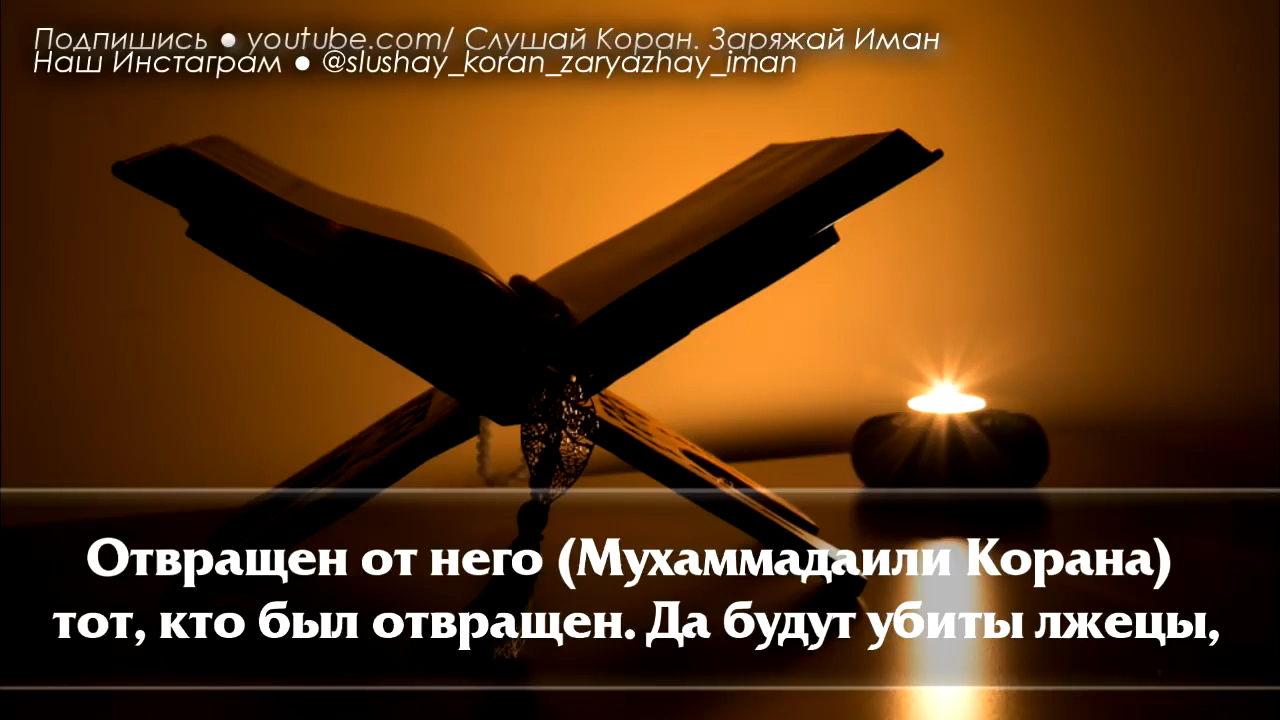 Подпишись ● youtube.com/ Слушай Коран. Заряжай Иман
Наш Инстаграм ● @slushay_koran_zaryazhay_iman
Отвращен от него (Мухаммадаили Корана)
тот, кто был отвращен. Да будут убиты лжецы,